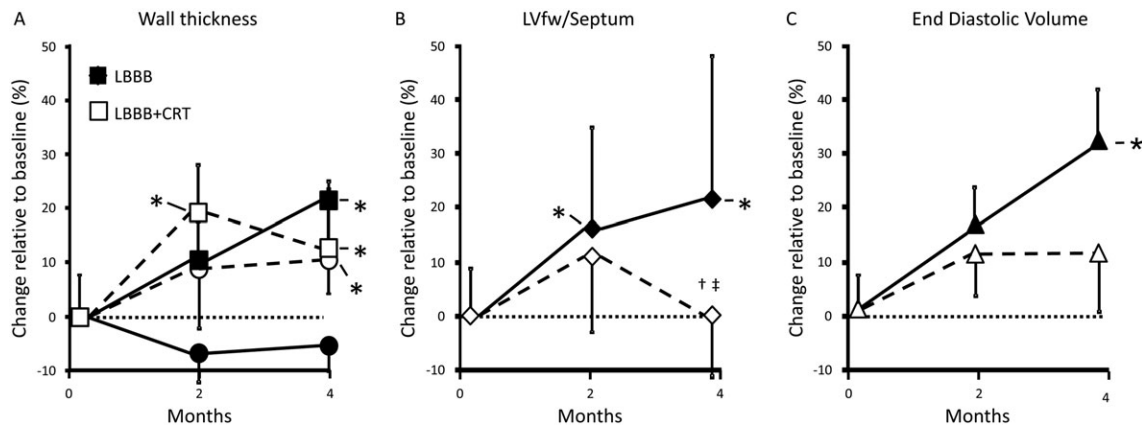 A Wall thickness
Change relative to baseline (%)
50
40
30
20
10
0
-10
LBBB
LBBB+CRT
*
*
*
*
0 2 4
Months
B LVfw/Septum
Change relative to baseline (%)
50
40
30
20
10
0
-10
*
*
† ‡
0 2 4
Months
C End Diastolic Volume
Change relative to baseline (%)
50
40
30
20
10
0
-10
*
0 2 4
Months